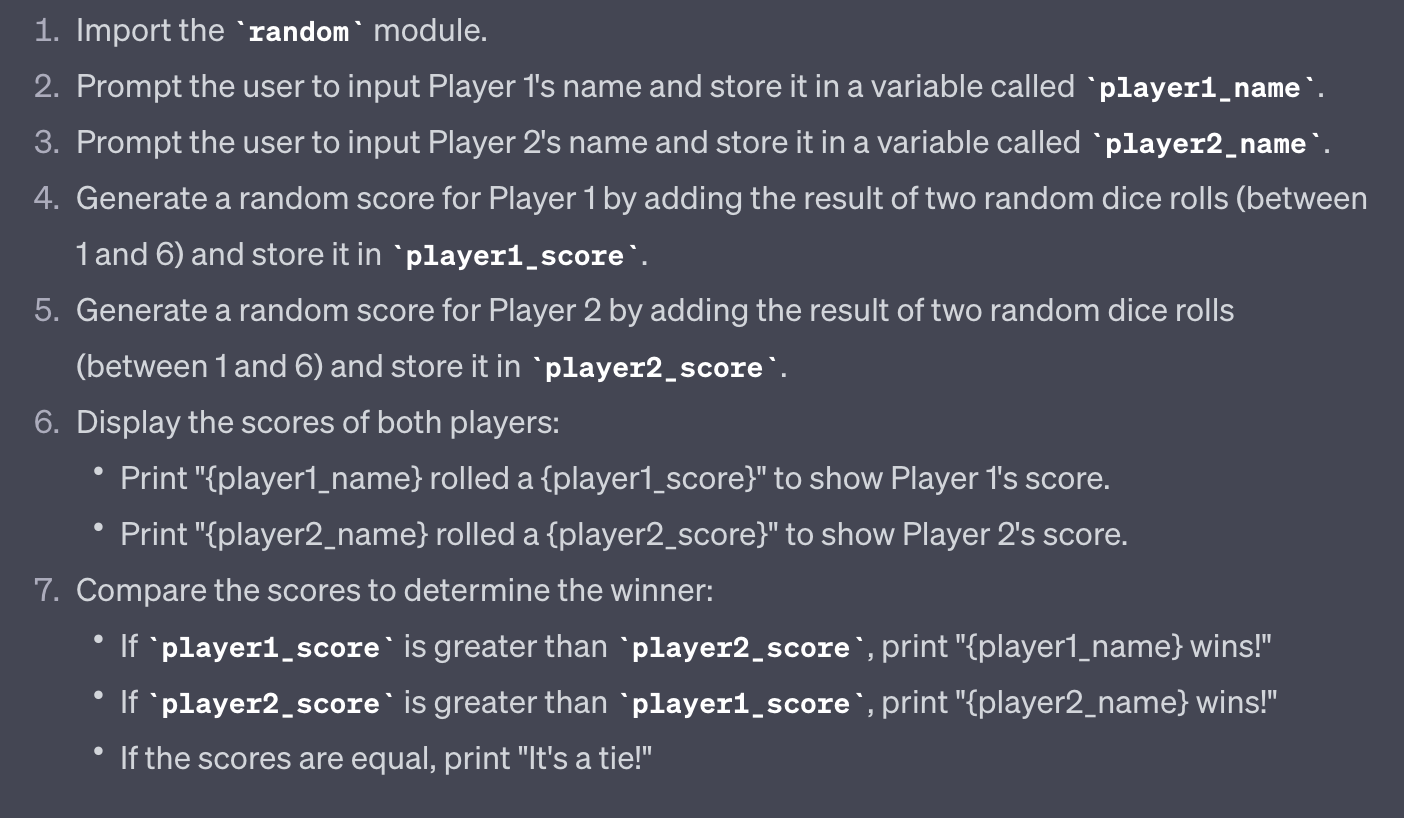 1. Import the `random` module.
2. Prompt the user to input Player 1's name and store it in a variable called `player1_name`.
3. Prompt the user to input Player 2's name and store it in a variable called `player2_name`.
4. Generate a random score for Player 1 by adding the result of two random dice rolls (between
1 and 6) and store it in `player1_score`.
5. Generate a random score for Player 2 by adding the result of two random dice rolls
(between 1 and 6) and store it in `player2_score`.
6. Display the scores of both players:
• Print "{player1_name} rolled a {player1_score}" to show Player 1's score.
• Print "{player2_name} rolled a {player2_score}" to show Player 2's score.
7. Compare the scores to determine the winner:
• If `player1_score` is greater than `player2_score`, print "{player1_name} wins!"
• If `player2_score` is greater than `player1_score`, print "{player2_name} wins!"
• If the scores are equal, print "It's a tie!"